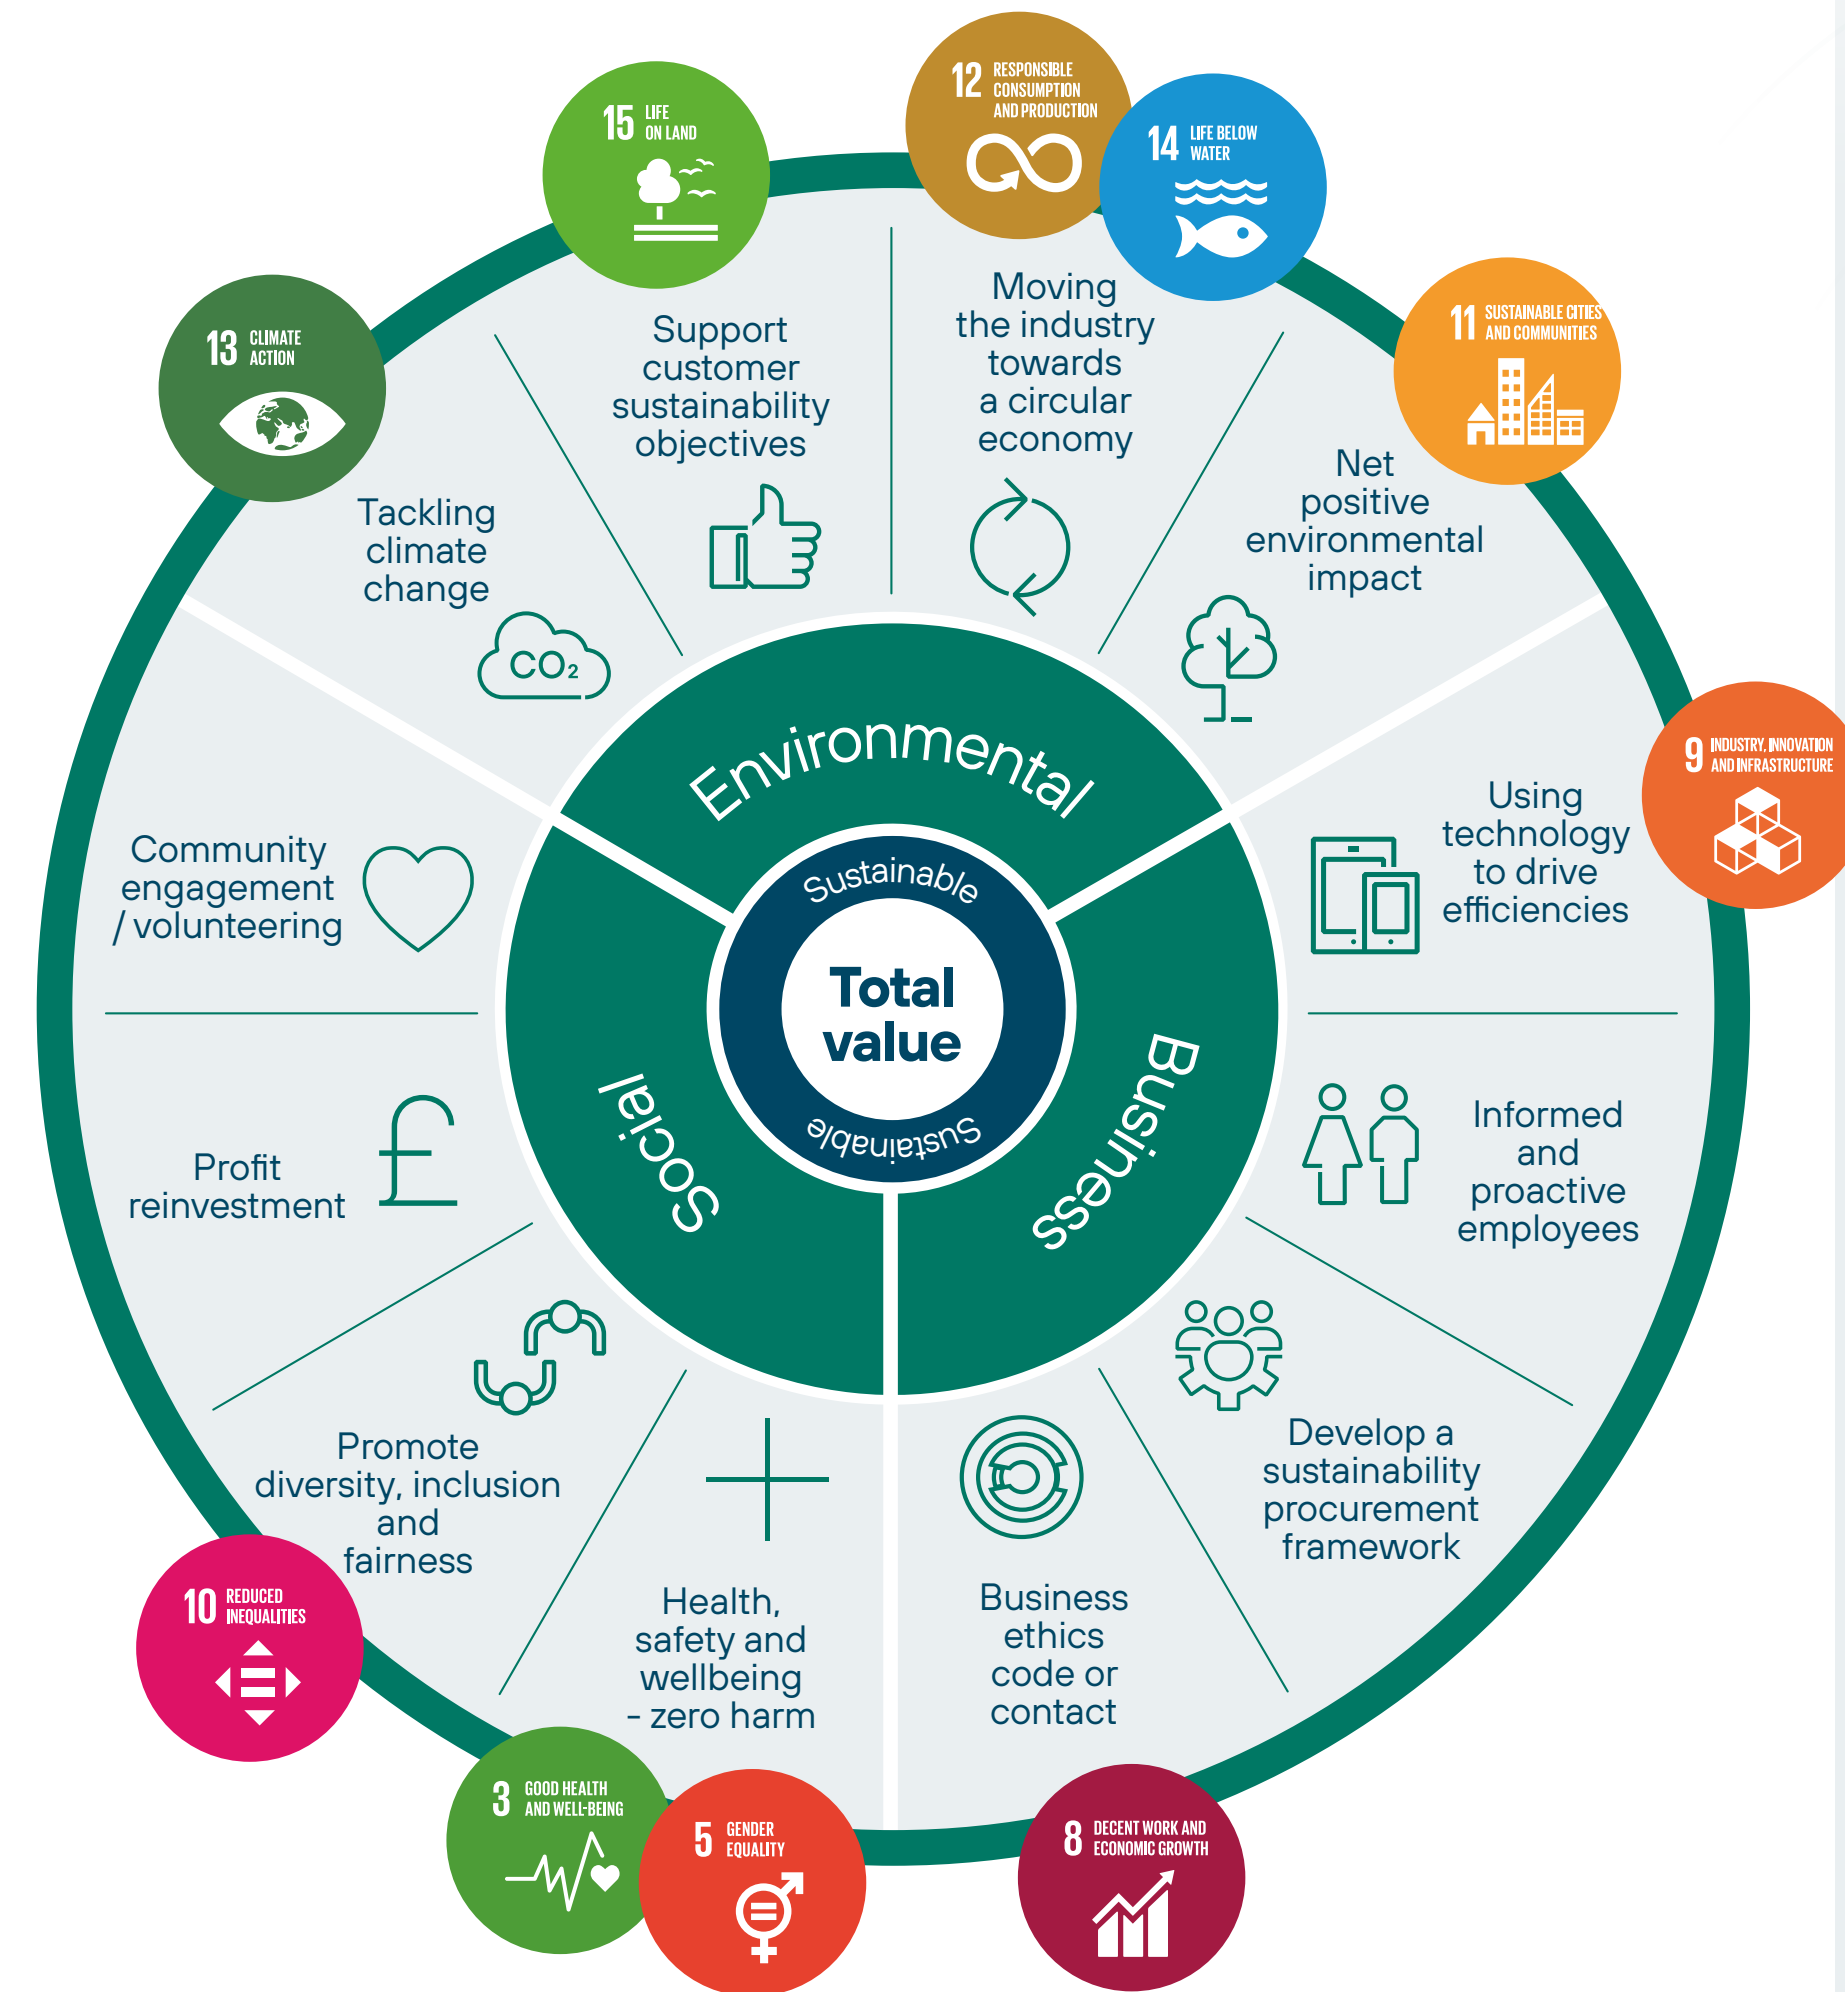 12 RESPONSIBLE
CONSUMPTION
AND PRODUCTION
15 LIFE
ON LAND
14 LIFE BELOW
WATER
13 CLIMATE
ACTION
11 SUSTAINABLE CITIES
AND COMMUNITIES
Tackling
climate
change
CO₂
Support
customer
sustainability
objectives
Moving
the industry
towards
a circular
economy
Net
positive
environmental
impact
9 INDUSTRY, INNOVATION
AND INFRASTRUCTURE
Using
technology
to drive
efficiencies
Informed
and
proactive
employees
Develop a
sustainability
procurement
framework
Business
ethics
code or
contact
8 DECENT WORK AND
ECONOMIC GROWTH
Health,
safety and
wellbeing
- zero harm
5 GENDER
EQUALITY
3 GOOD HEALTH
AND WELL-BEING
Promote
diversity, inclusion
and
fairness
10 REDUCED
INEQUALITIES
£
Profit
reinvestment
Community
engagement
/ volunteering
Environmental
Business
Social
Sustainable
Total
value
Sustainable